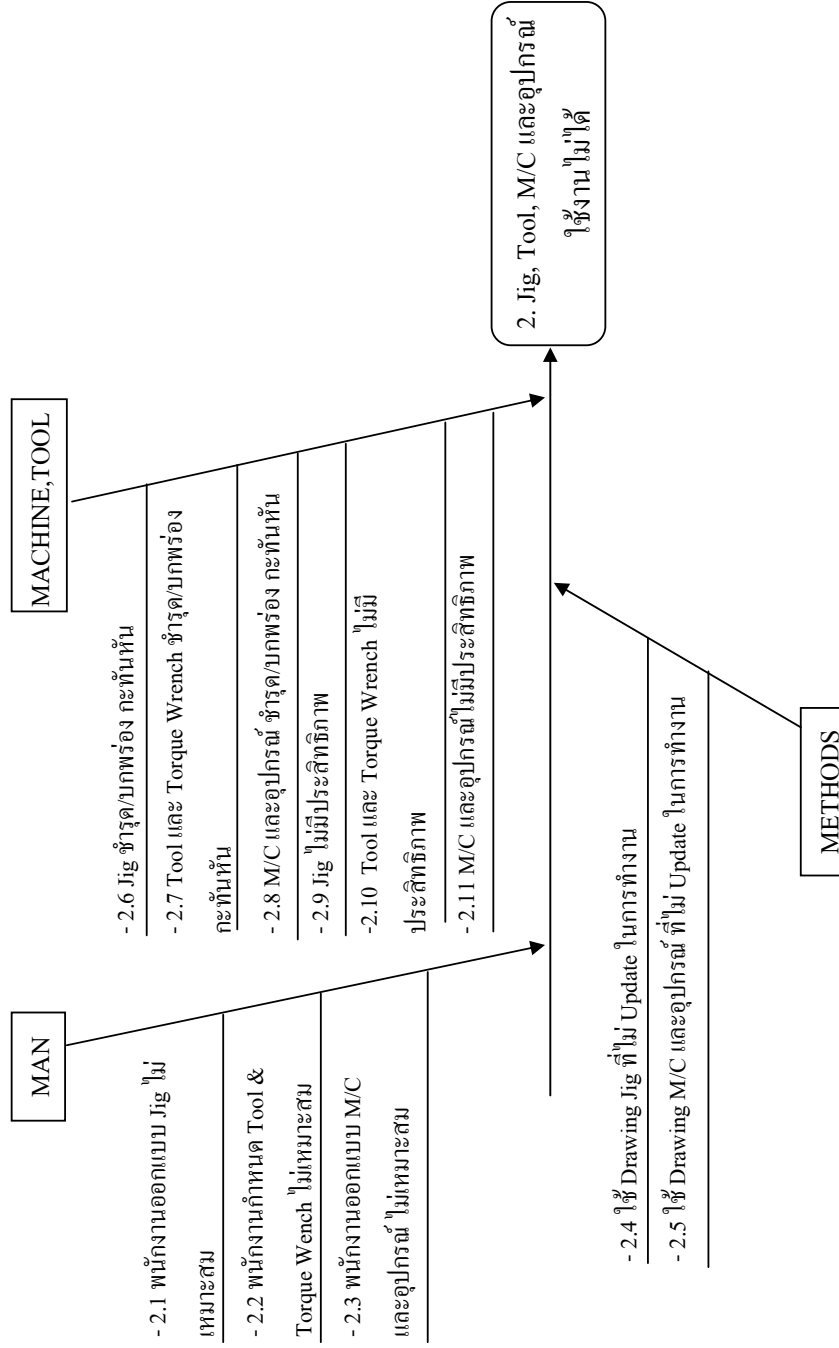 MAN
- 2.1 พนักงานออกแบบ Jig ไม่
เหมาะสม
- 2.2 พนักงานกำหนด Tool &
Torque Wench ไม่เหมาะสม
- 2.3 พนักงานออกแบบ M/C
และอุปกรณ์ ไม่เหมาะสม
MACHINE,TOOL
- 2.6 Jig ชำรุด/บกพร่อง กะทันหัน
- 2.7 Tool และ Torque Wrench ชำรุด/บกพร่อง
กะทันหัน
- 2.8 M/C และอุปกรณ์ ชำรุด/บกพร่อง กะทันหัน
- 2.9 Jig ไม่มีประสิทธิภาพ
-2.10 Tool และ Torque Wrench ไม่มี
ประสิทธิภาพ
- 2.11 M/C และอุปกรณ์ไม่มีประสิทธิภาพ
2. Jig, Tool, M/C และอุปกรณ์
ใช้งานไม่ได้
- 2.4 ใช้ Drawing Jig ที่ไม่ Update ในการทำงาน
- 2.5 ใช้ Drawing M/C และอุปกรณ์ ที่ไม่ Update ในการทำงาน
METHODS